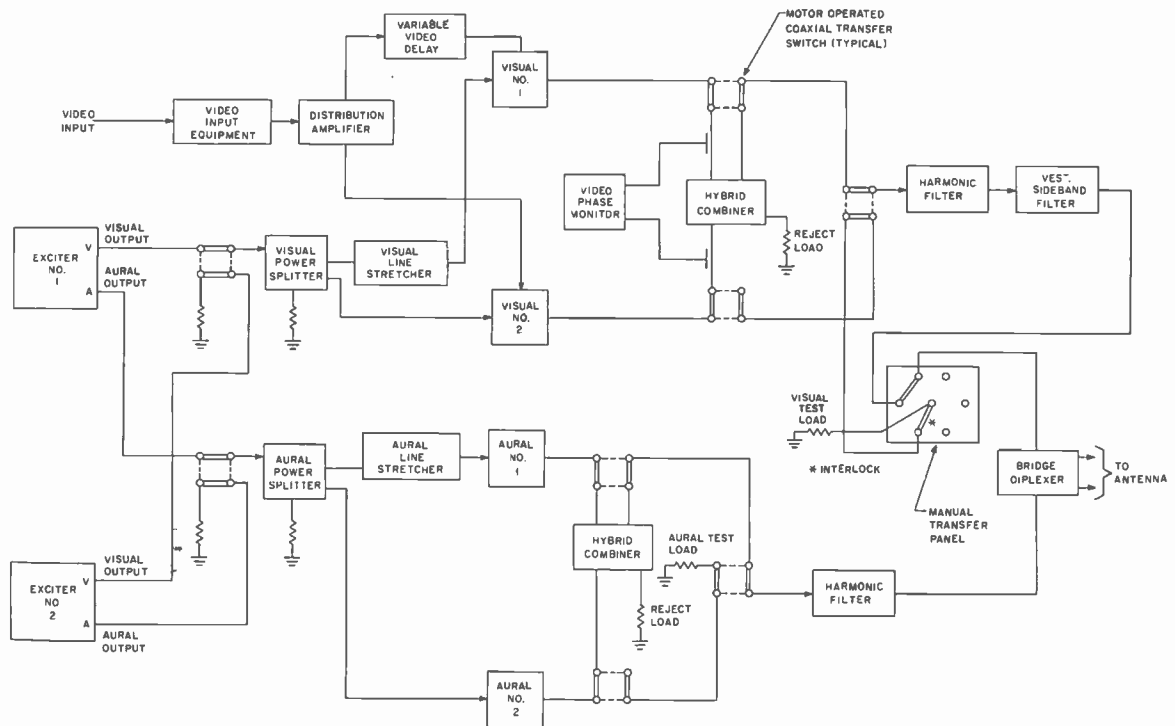 MOTOR OPERATED
COAXIAL TRANSFER
SWITCH (TYPICAL)
VARIABLE
VIDEO
DELAY
VISUAL
NO.
1
VIDEO
INPUT
VIDEO
INPUT
EQUIPMENT
DISTRIBUTION
AMPLIFIER
VIDEO
PHASE
MONITOR
HYBRID
COMBINER
REJECT
LOAD
HARMONIC
FILTER
VEST.
SIDEBAND
FILTER
VISUAL
OUTPUT
EXCITER
NO.
1
V
A
AURAL
OUTPUT
VISUAL
POWER
SPLITTER
VISUAL
LINE
STRETCHER
VISUAL
NO.
2
VISUAL
TEST
LOAD
*
* INTERLOCK
MANUAL
TRANSFER
PANEL
BRIDGE
DIPLEXER
TO
ANTENNA
AURAL
POWER
SPLITTER
AURAL
LINE
STRETCHER
AURAL
NO.
1
HYBRID
COMBINER
AURAL TEST
LOAD
REJECT
LOAD
HARMONIC
FILTER
VISUAL
OUTPUT
EXCITER
NO
2
V
A
AURAL
OUTPUT
AURAL
NO.
2